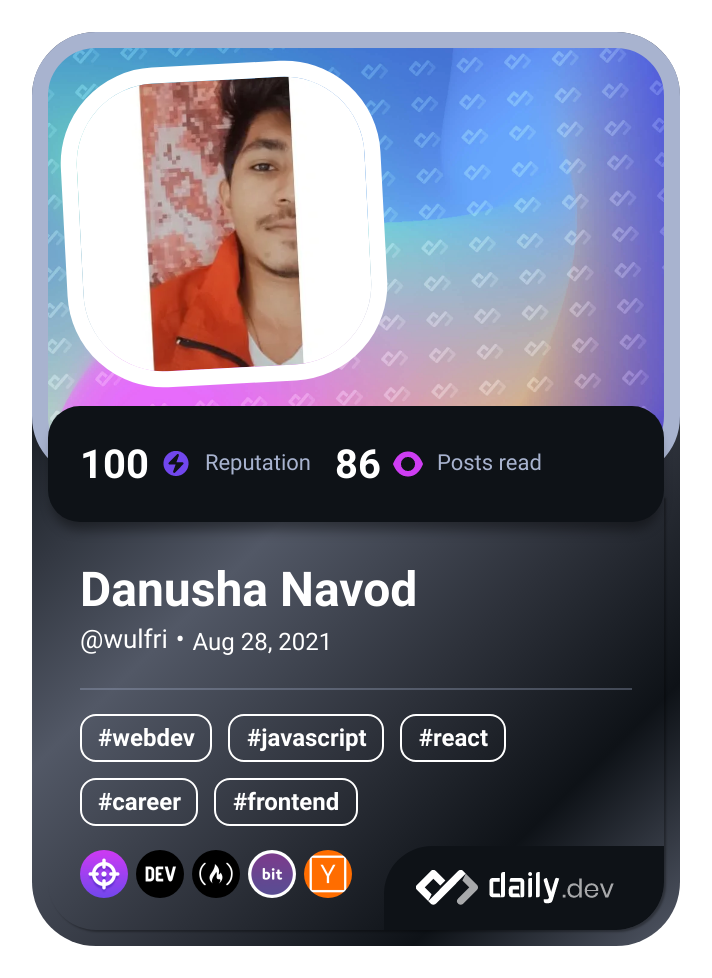 100 Reputation 86 Posts read
Danusha Navod
@wulfri • Aug 28, 2021
#webdev #javascript #react
#career #frontend
DEV bit Y daily.dev